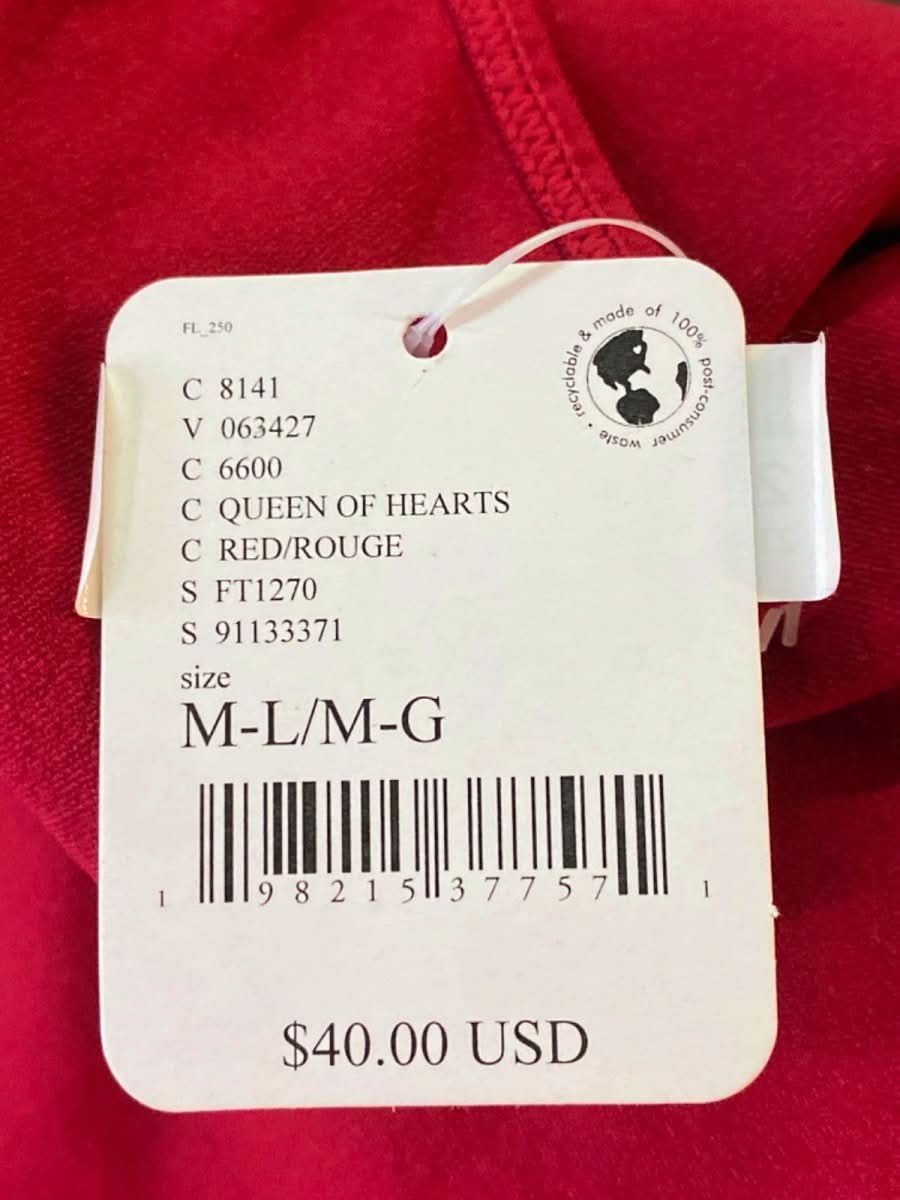 FL_250
recyclable & made of 100% post-consumer waste •
C 8141
V 063427
C 6600
C QUEEN OF HEARTS
C RED/ROUGE
S FT1270
S 91133371
size
M-L/M-G
1 98215 37757 1
$40.00 USD